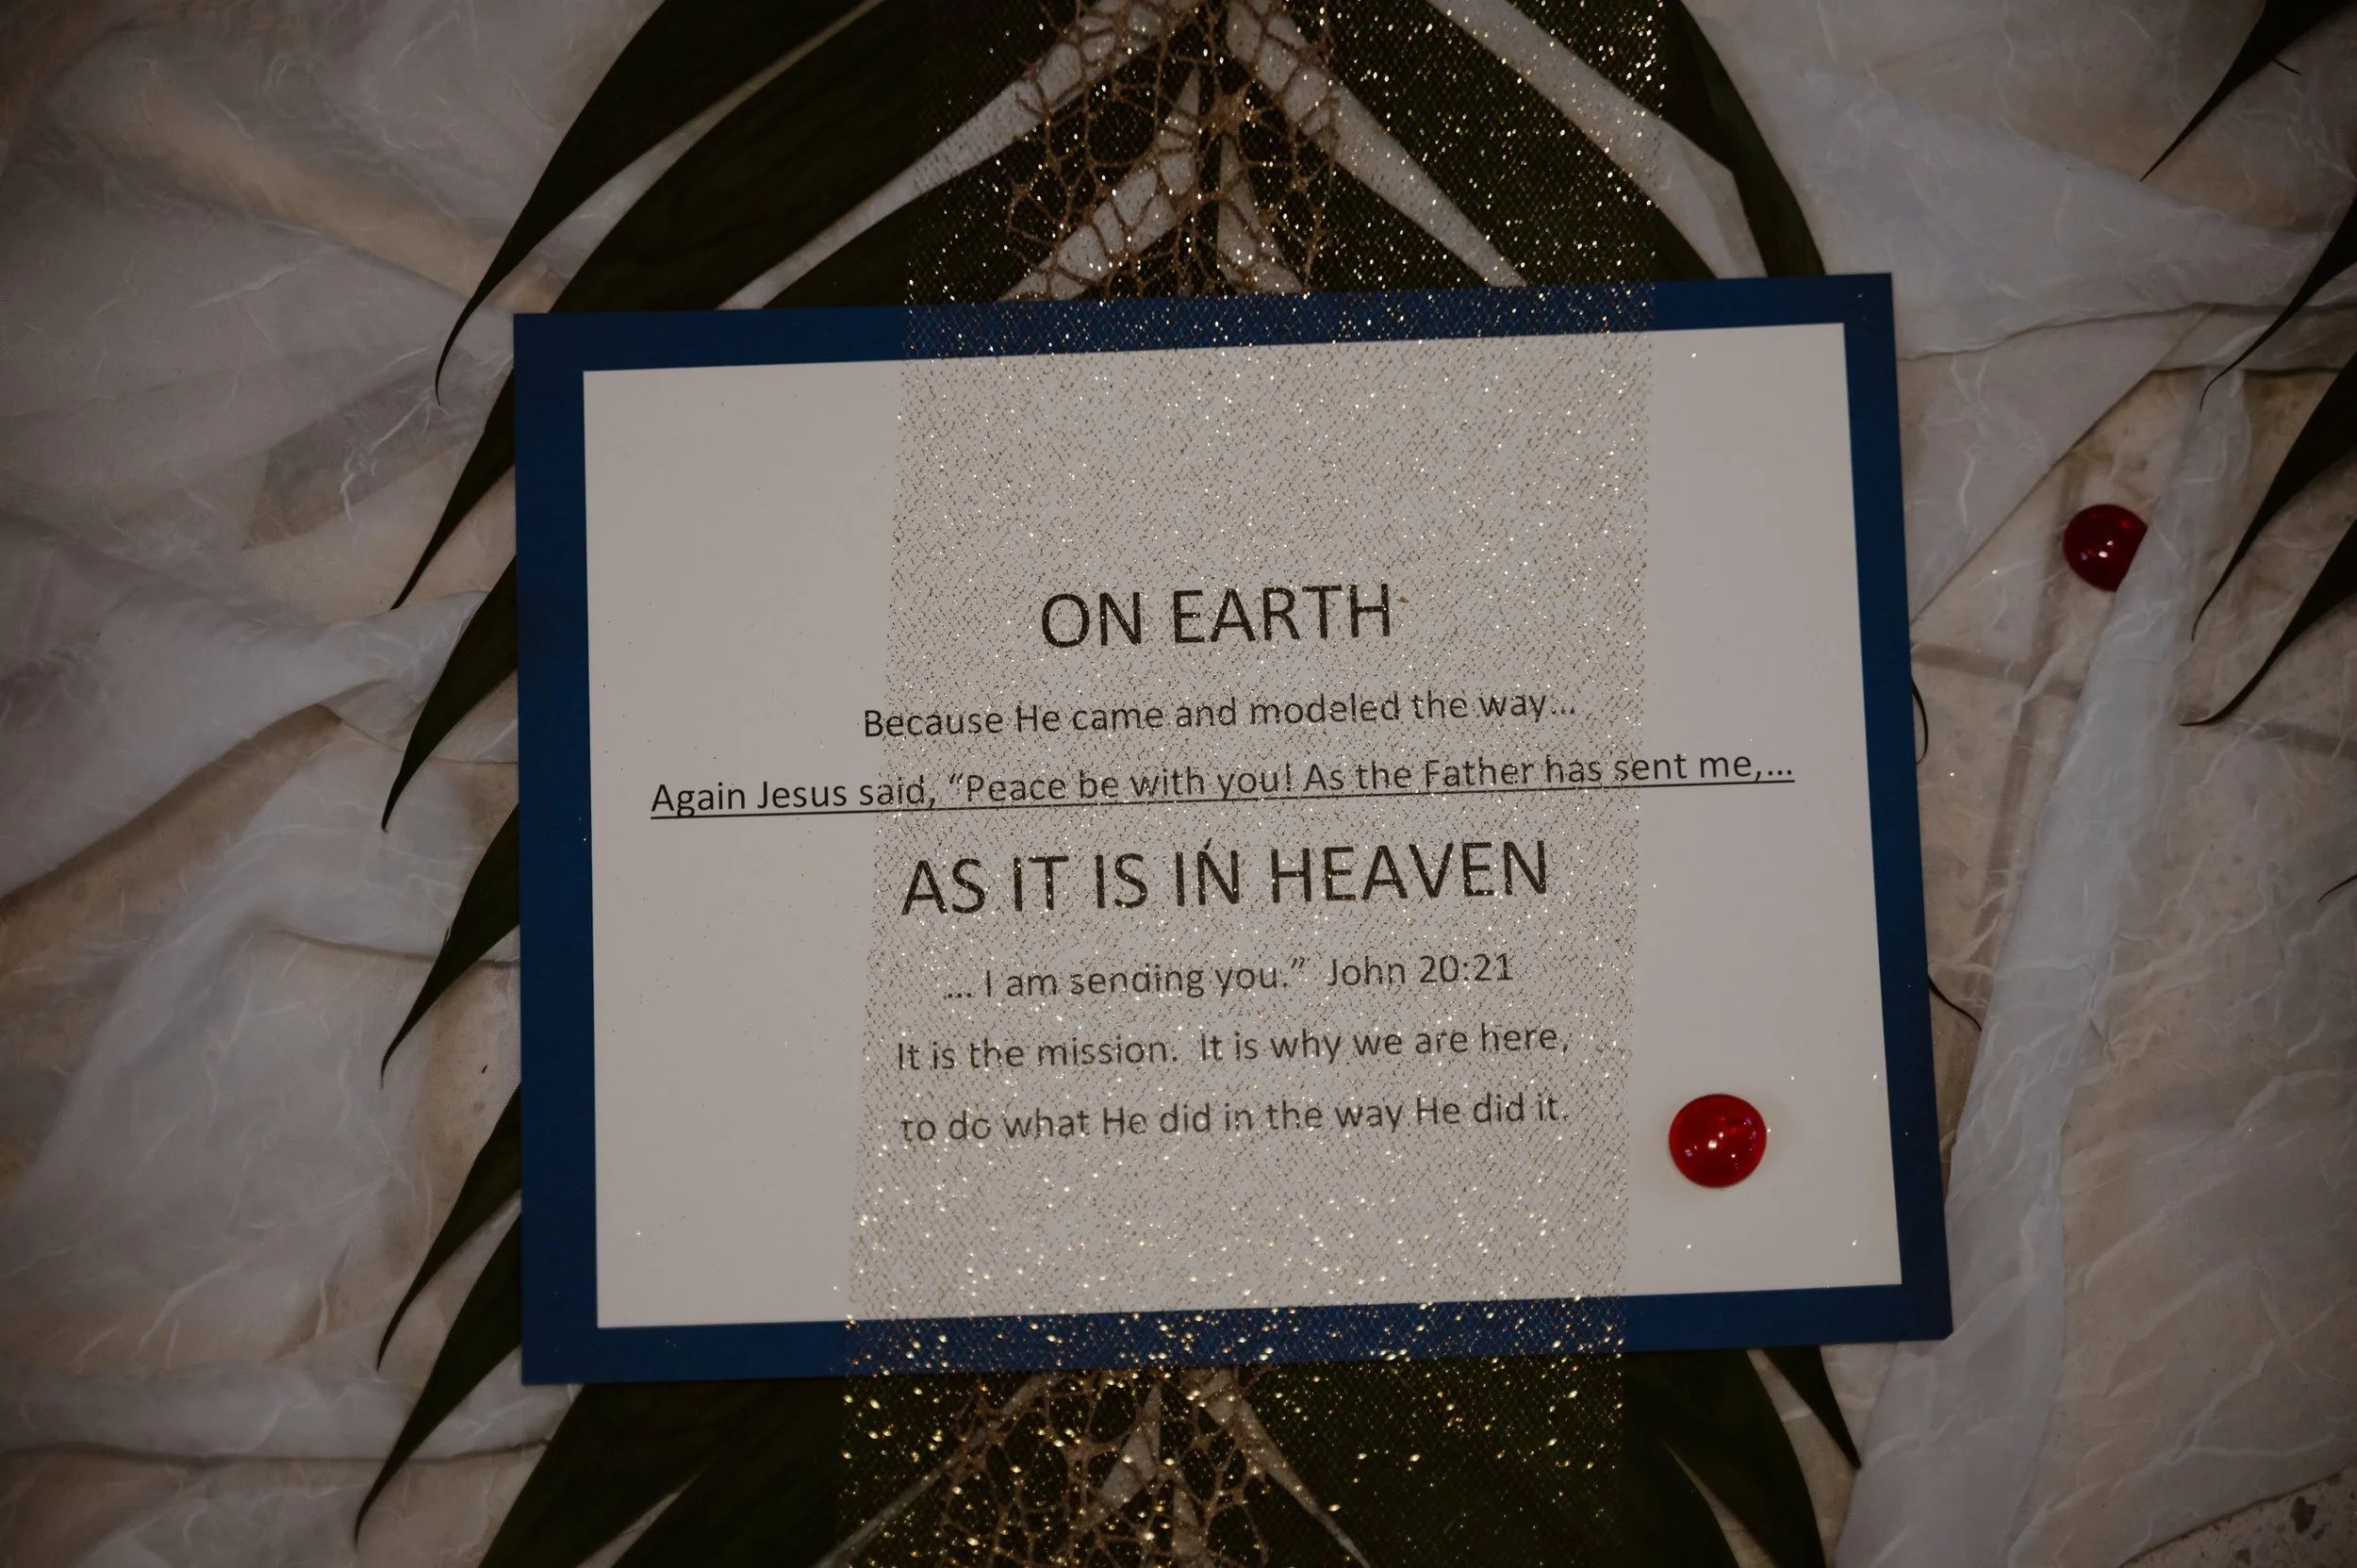 ON EARTH
Because He came and modeled the way...
Again Jesus said, “Peace be with you! As the Father has sent me,...
AS IT IS IN HEAVEN
... I am sending you.” John 20:21
It is the mission. It is why we are here,
to do what He did in the way He did it.